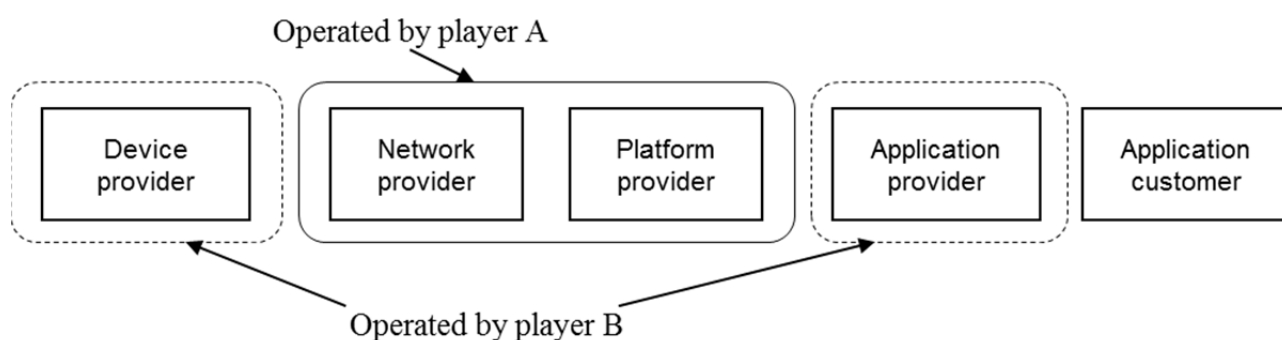 Operated by player A
Device
provider
Network
provider
Platform
provider
Application
provider
Application
customer
Operated by player B